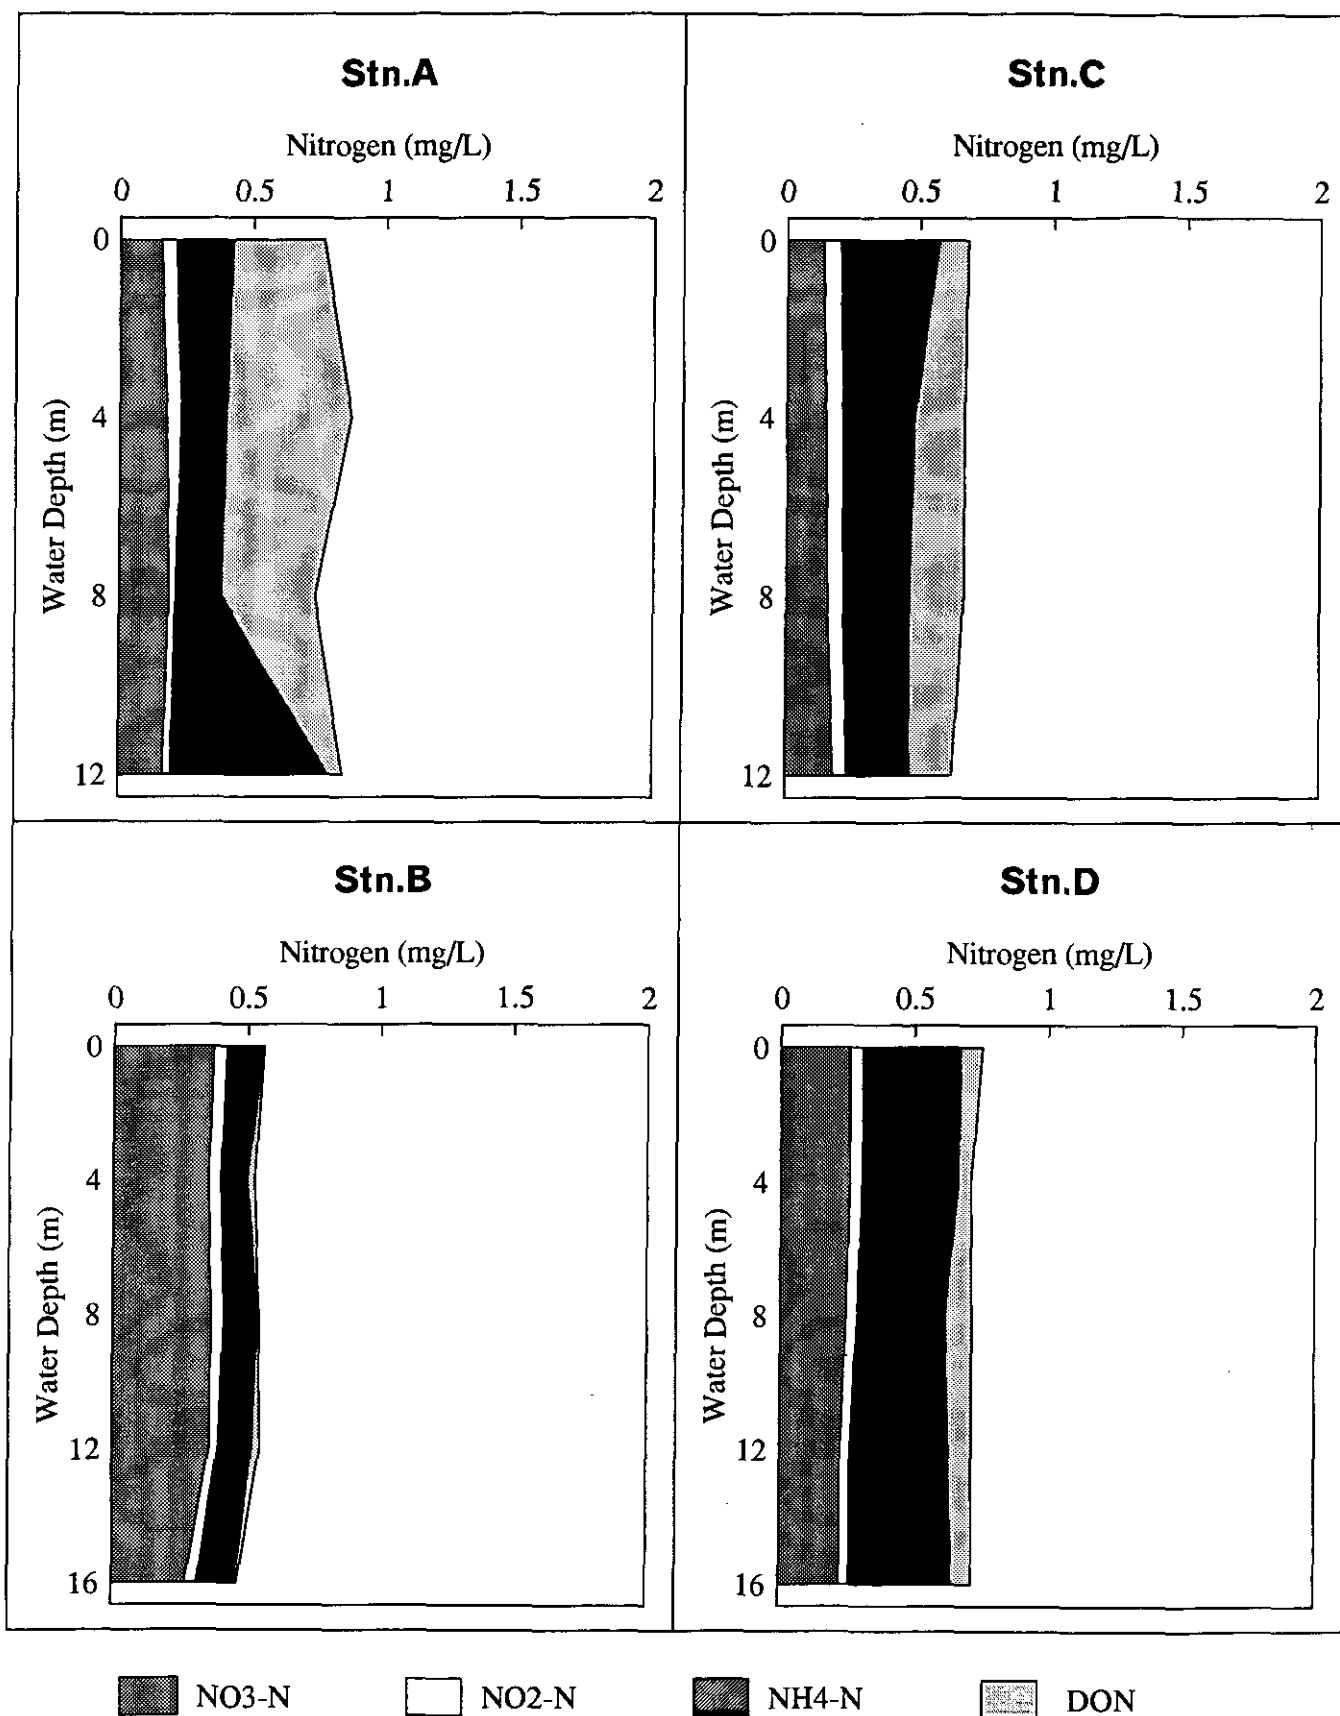 Stn.A
Nitrogen (mg/L)
0 0.5 1 1.5 2
Water Depth (m)
0
4
8
12
Stn.C
Nitrogen (mg/L)
0 0.5 1 1.5 2
Water Depth (m)
0
4
8
12
Stn.B
Nitrogen (mg/L)
0 0.5 1 1.5 2
Water Depth (m)
0
4
8
12
16
Stn.D
Nitrogen (mg/L)
0 0.5 1 1.5 2
Water Depth (m)
0
4
8
12
16
NO3-N NO2-N NH4-N DON